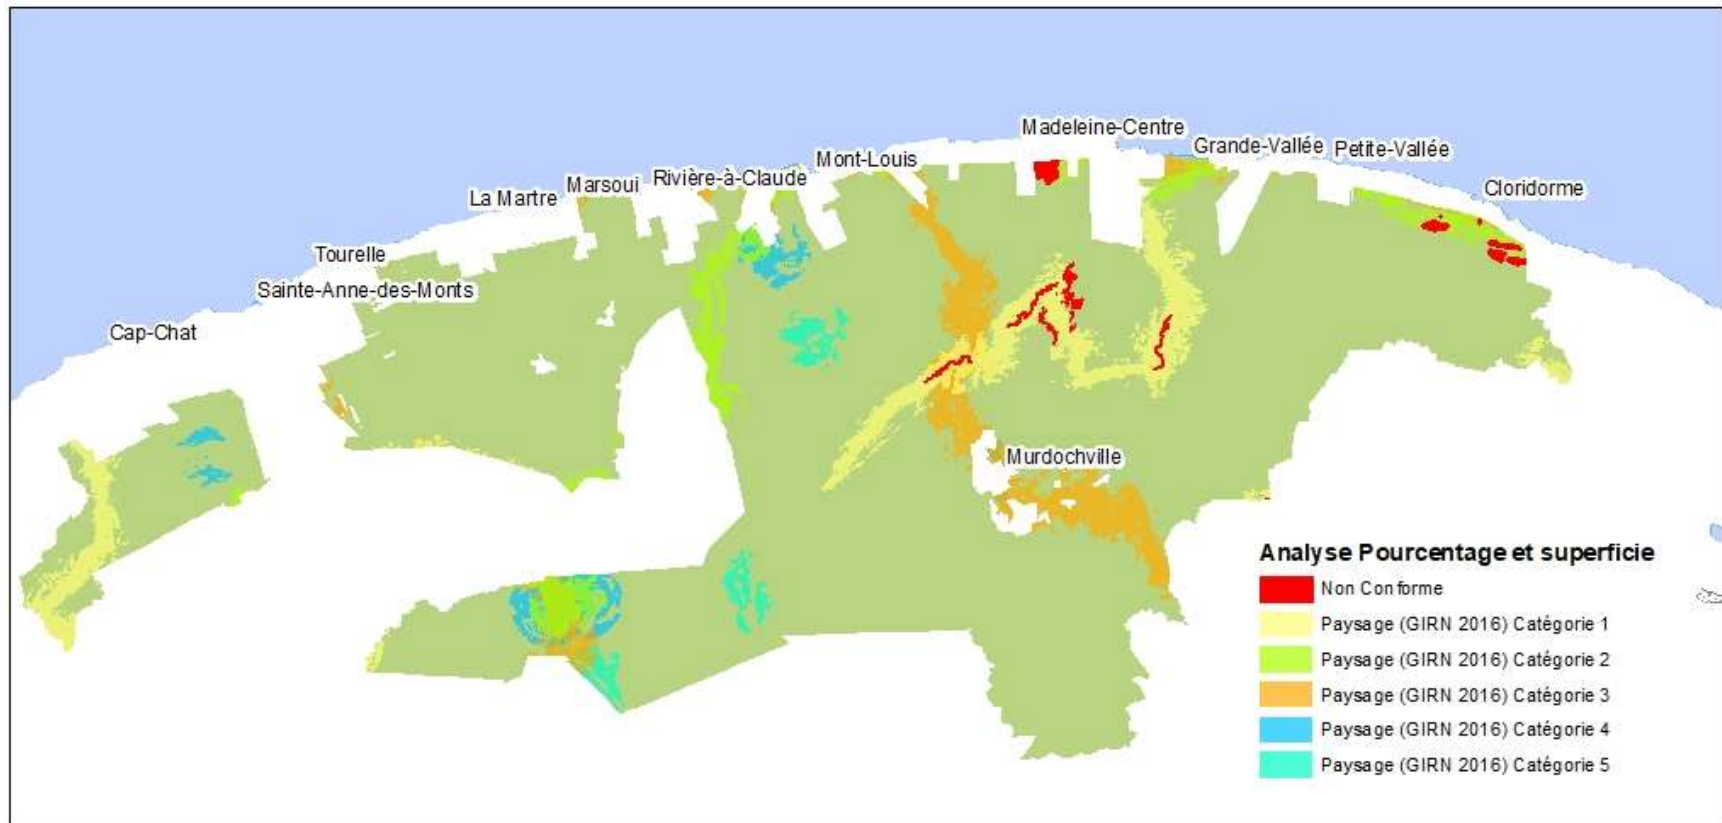 Madeleine-Centre
Grande-Vallée
Petite-Vallée
Mont-Louis
Rivière-à-Claude
Marsoui
La Martre
Cloridorme
Tourelle
Sainte-Anne-des-Monts
Cap-Chat
Murdochville
Analyse Pourcentage et superficie
Non Conforme
Paysage (GIRN 2016) Catégorie 1
Paysage (GIRN 2016) Catégorie 2
Paysage (GIRN 2016) Catégorie 3
Paysage (GIRN 2016) Catégorie 4
Paysage (GIRN 2016) Catégorie 5